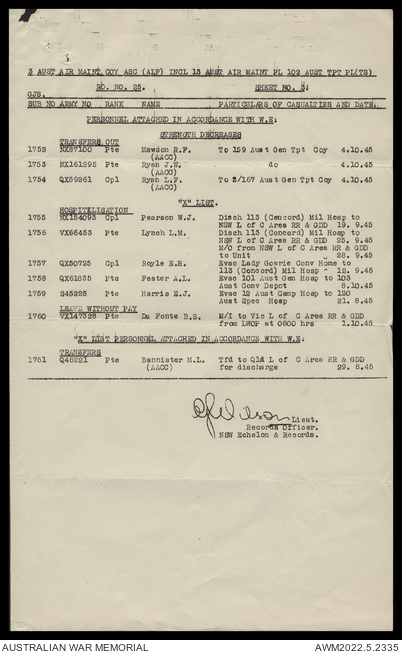 3 AUST AIR MAINT COY ASC (ALF) INCL 13 AUST AIR MAINT PL 102 AUST TPT PL(TS)
RO. NO. 25. SHEET NO. 5:
GJS.
SUB NO ARMY NO RANK NAME PARTICULARS OF CASUALTIES AND DATE.
PERSONNEL ATTACHED IN ACCORDANCE WITH W.E:
STRENGTH DECREASES
TRANSFERS OUT
1752 NX87100 Pte Mawson R.F. To 159 Aust Gen Tpt Coy 4.10.45
(AACC)
1753 NX161295 Pte Ryan J.W. do 4.10.45
(AACC)
1754 QX59261 Cpl Ryan L.F. To 2/167 Aust Gen Tpt Coy 4.10.45
(AACC)
"X" LIST.
HOSPITALISATION
1755 NX154093 Cpl Pearson W.J. Disch 113 (Concord) Mil Hosp to
NSW L of C Area RR & GDD 19. 9.45
1756 VX66453 Pte Lynch L.M. Disch 113 (Concord) Mil Hosp to
NSW L of C Area RR & GDD 25. 9.45
M/O from NSW L of C Area RR & GDD
to Unit 28. 9.45
1757 QX50725 Cpl Royle E.R. Evac Lady Gowrie Conv Home to
113 (Concord) Mil Hosp - 12. 9.45
1758 QX61835 Pte Fester A.L. Evac 101 Aust Gen Hosp to 103
Aust Conv Depot 8.10.45
1759 S45225 Pte Harris E.J. Evac 12 Aust Camp Hosp to 120
Aust Spec Hosp 21. 8.45
LEAVE WITHOUT PAY
1760 VX147328 Pte Da Fonte B.S. M/I to Vic L of C Area RR & GDD
from LWOP at 0800 hrs 1.10.45
"X" LIST PERSONNEL ATTACHED IN ACCORDANCE WITH W.E:
TRANSFERS
1761 Q46221 Pte Bannister M.L. Tfd to Qld L of C Area RR & GDD
(AACC) for discharge 29. 8.45
Wilson Lieut.
Records Officer.
NSW Echelon & Records.
AUSTRALIAN WAR MEMORIAL AWM2022.5.2335